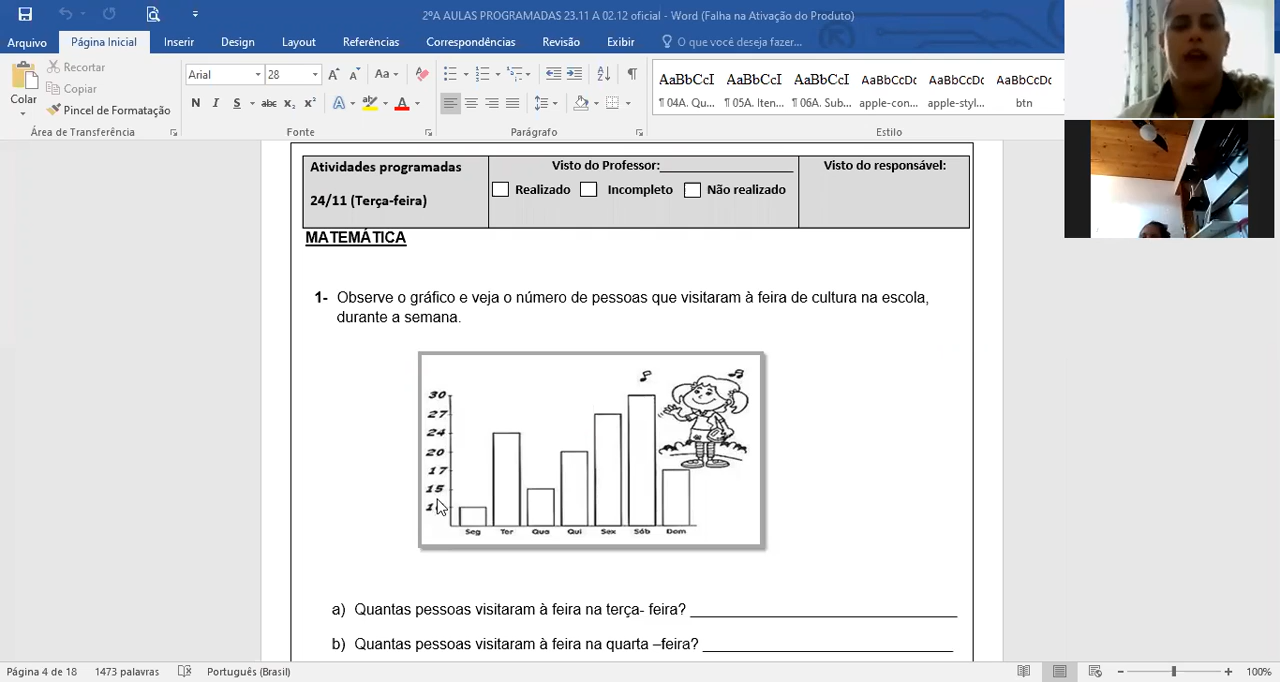 2ºA AULAS PROGRAMADAS 23.11 A 02.12 oficial - Word (Falha na Ativação do Produto)
Arquivo Página Inicial Inserir Design Layout Referências Correspondências Revisão Exibir O que você deseja fazer...
Colar
Recortar
Copiar
Pincel de Formatação
Área de Transferência
Arial 28
Aa
N I S abc x₂ x² A A
Fonte
Parágrafo
AaBbCcI AaBbCcI AaBbCcI AaBbCcDc AaBbCcDc AaBbCcDc
¶ 04A. Qu... ¶ 05A. Iten... ¶ 06A. Sub... apple-con... apple-styl... btn
Estilo
Atividades programadas
24/11 (Terça-feira)
Visto do Professor:
Realizado Incompleto Não realizado
Visto do responsável:
MATEMÁTICA
1- Observe o gráfico e veja o número de pessoas que visitaram à feira de cultura na escola,
durante a semana.
30
27
24
20
17
15
Seg Ter Qua Qui Sex Sáb Dom
a) Quantas pessoas visitaram à feira na terça- feira?
b) Quantas pessoas visitaram à feira na quarta –feira?
Página 4 de 18 1473 palavras Português (Brasil) 100%